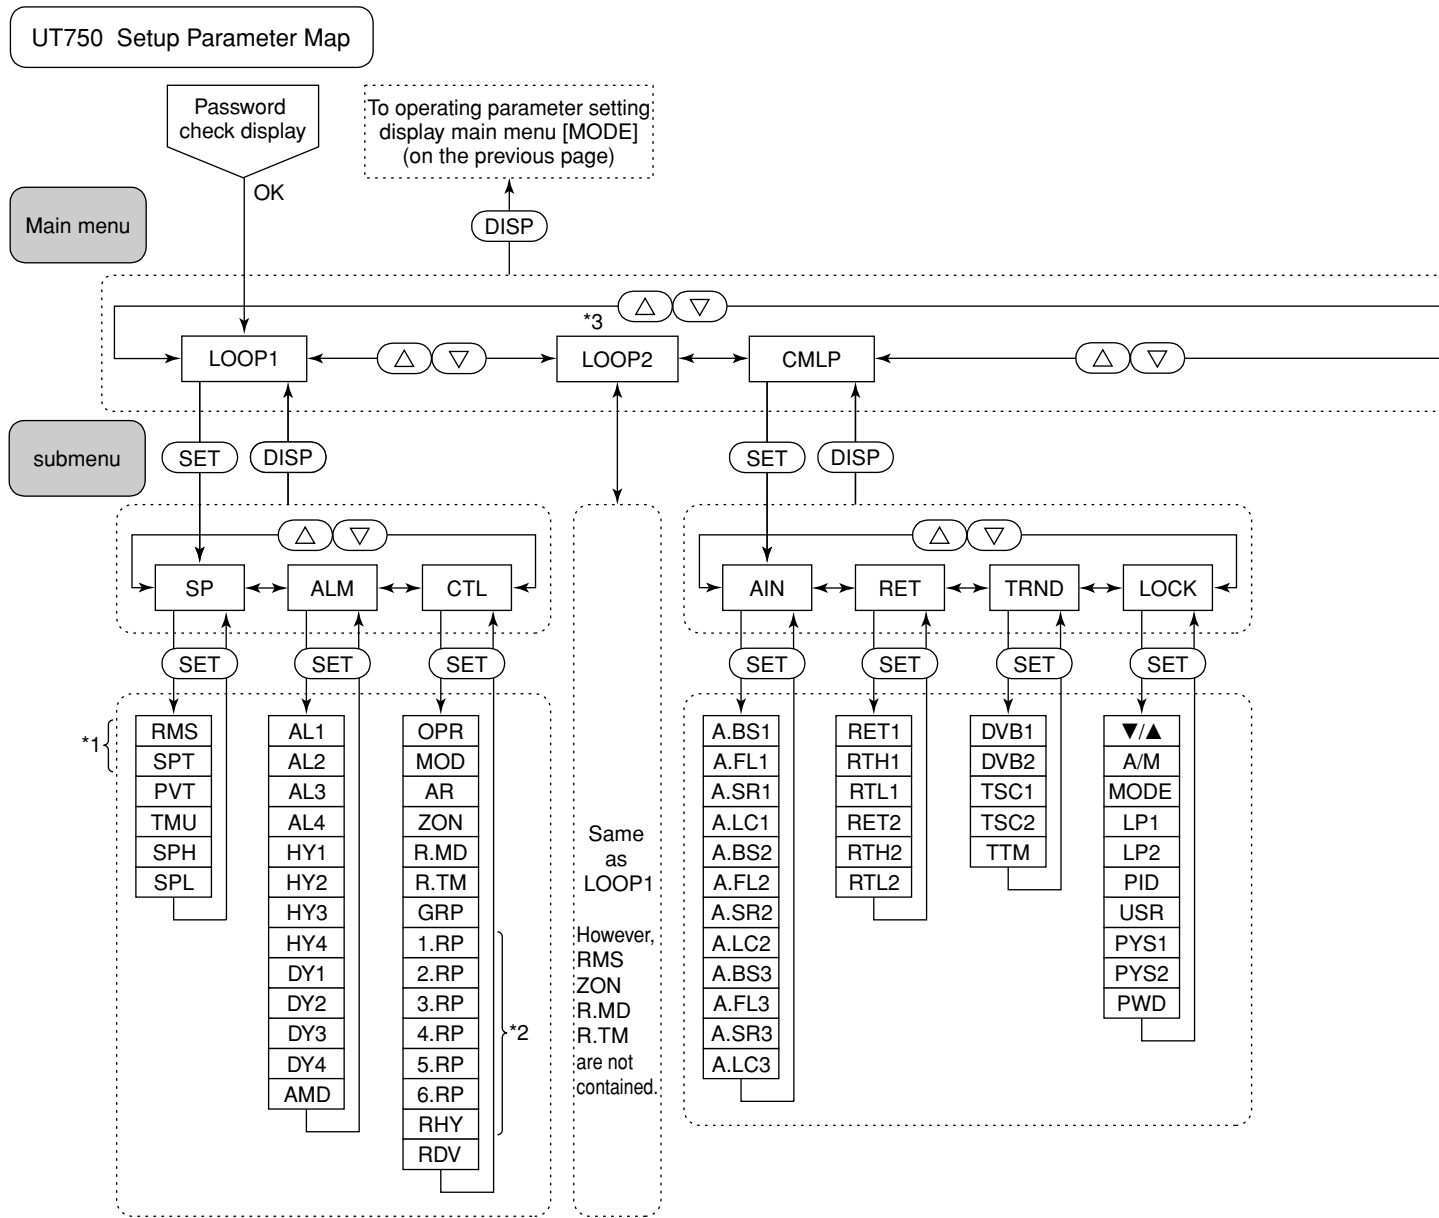 UT750 Setup Parameter Map
Password
check display
To operating parameter setting
display main menu [MODE]
(on the previous page)
OK
Main menu
DISP
△ ▽
*3
LOOP1
△ ▽
LOOP2
CMLP
△ ▽
submenu
SET
DISP
SET
DISP
△ ▽
△ ▽
SP
ALM
CTL
AIN
RET
TRND
LOCK
SET
SET
SET
SET
SET
SET
SET
*1
RMS
SPT
PVT
TMU
SPH
SPL
AL1
AL2
AL3
AL4
HY1
HY2
HY3
HY4
DY1
DY2
DY3
DY4
AMD
OPR
MOD
AR
ZON
R.MD
R.TM
GRP
1.RP
2.RP
3.RP
4.RP
5.RP
6.RP
RHY
RDV
*2
Same
as
LOOP1
However,
RMS
ZON
R.MD
R.TM
are not
contained.
A.BS1
A.FL1
A.SR1
A.LC1
A.BS2
A.FL2
A.SR2
A.LC2
A.BS3
A.FL3
A.SR3
A.LC3
RET1
RTH1
RTL1
RET2
RTH2
RTL2
DVB1
DVB2
TSC1
TSC2
TTM
▼/▲
A/M
MODE
LP1
LP2
PID
USR
PYS1
PYS2
PWD